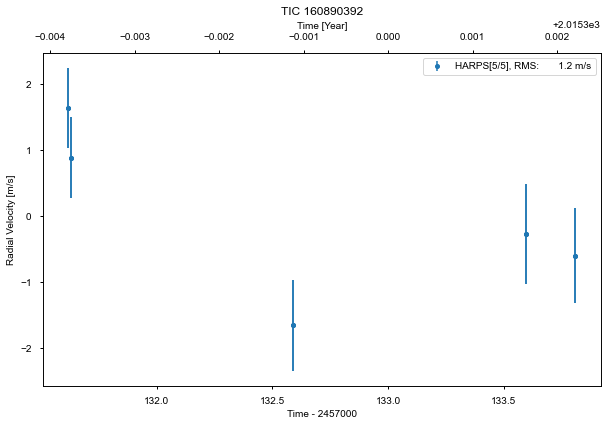 TIC 160890392
Time [Year]
+2.0153e3
−0.004 −0.003 −0.002 −0.001 0.000 0.001 0.002
HARPS[5/5], RMS: 1.2 m/s
Radial Velocity [m/s]
2
1
0
−1
−2
132.0 132.5 133.0 133.5
Time - 2457000